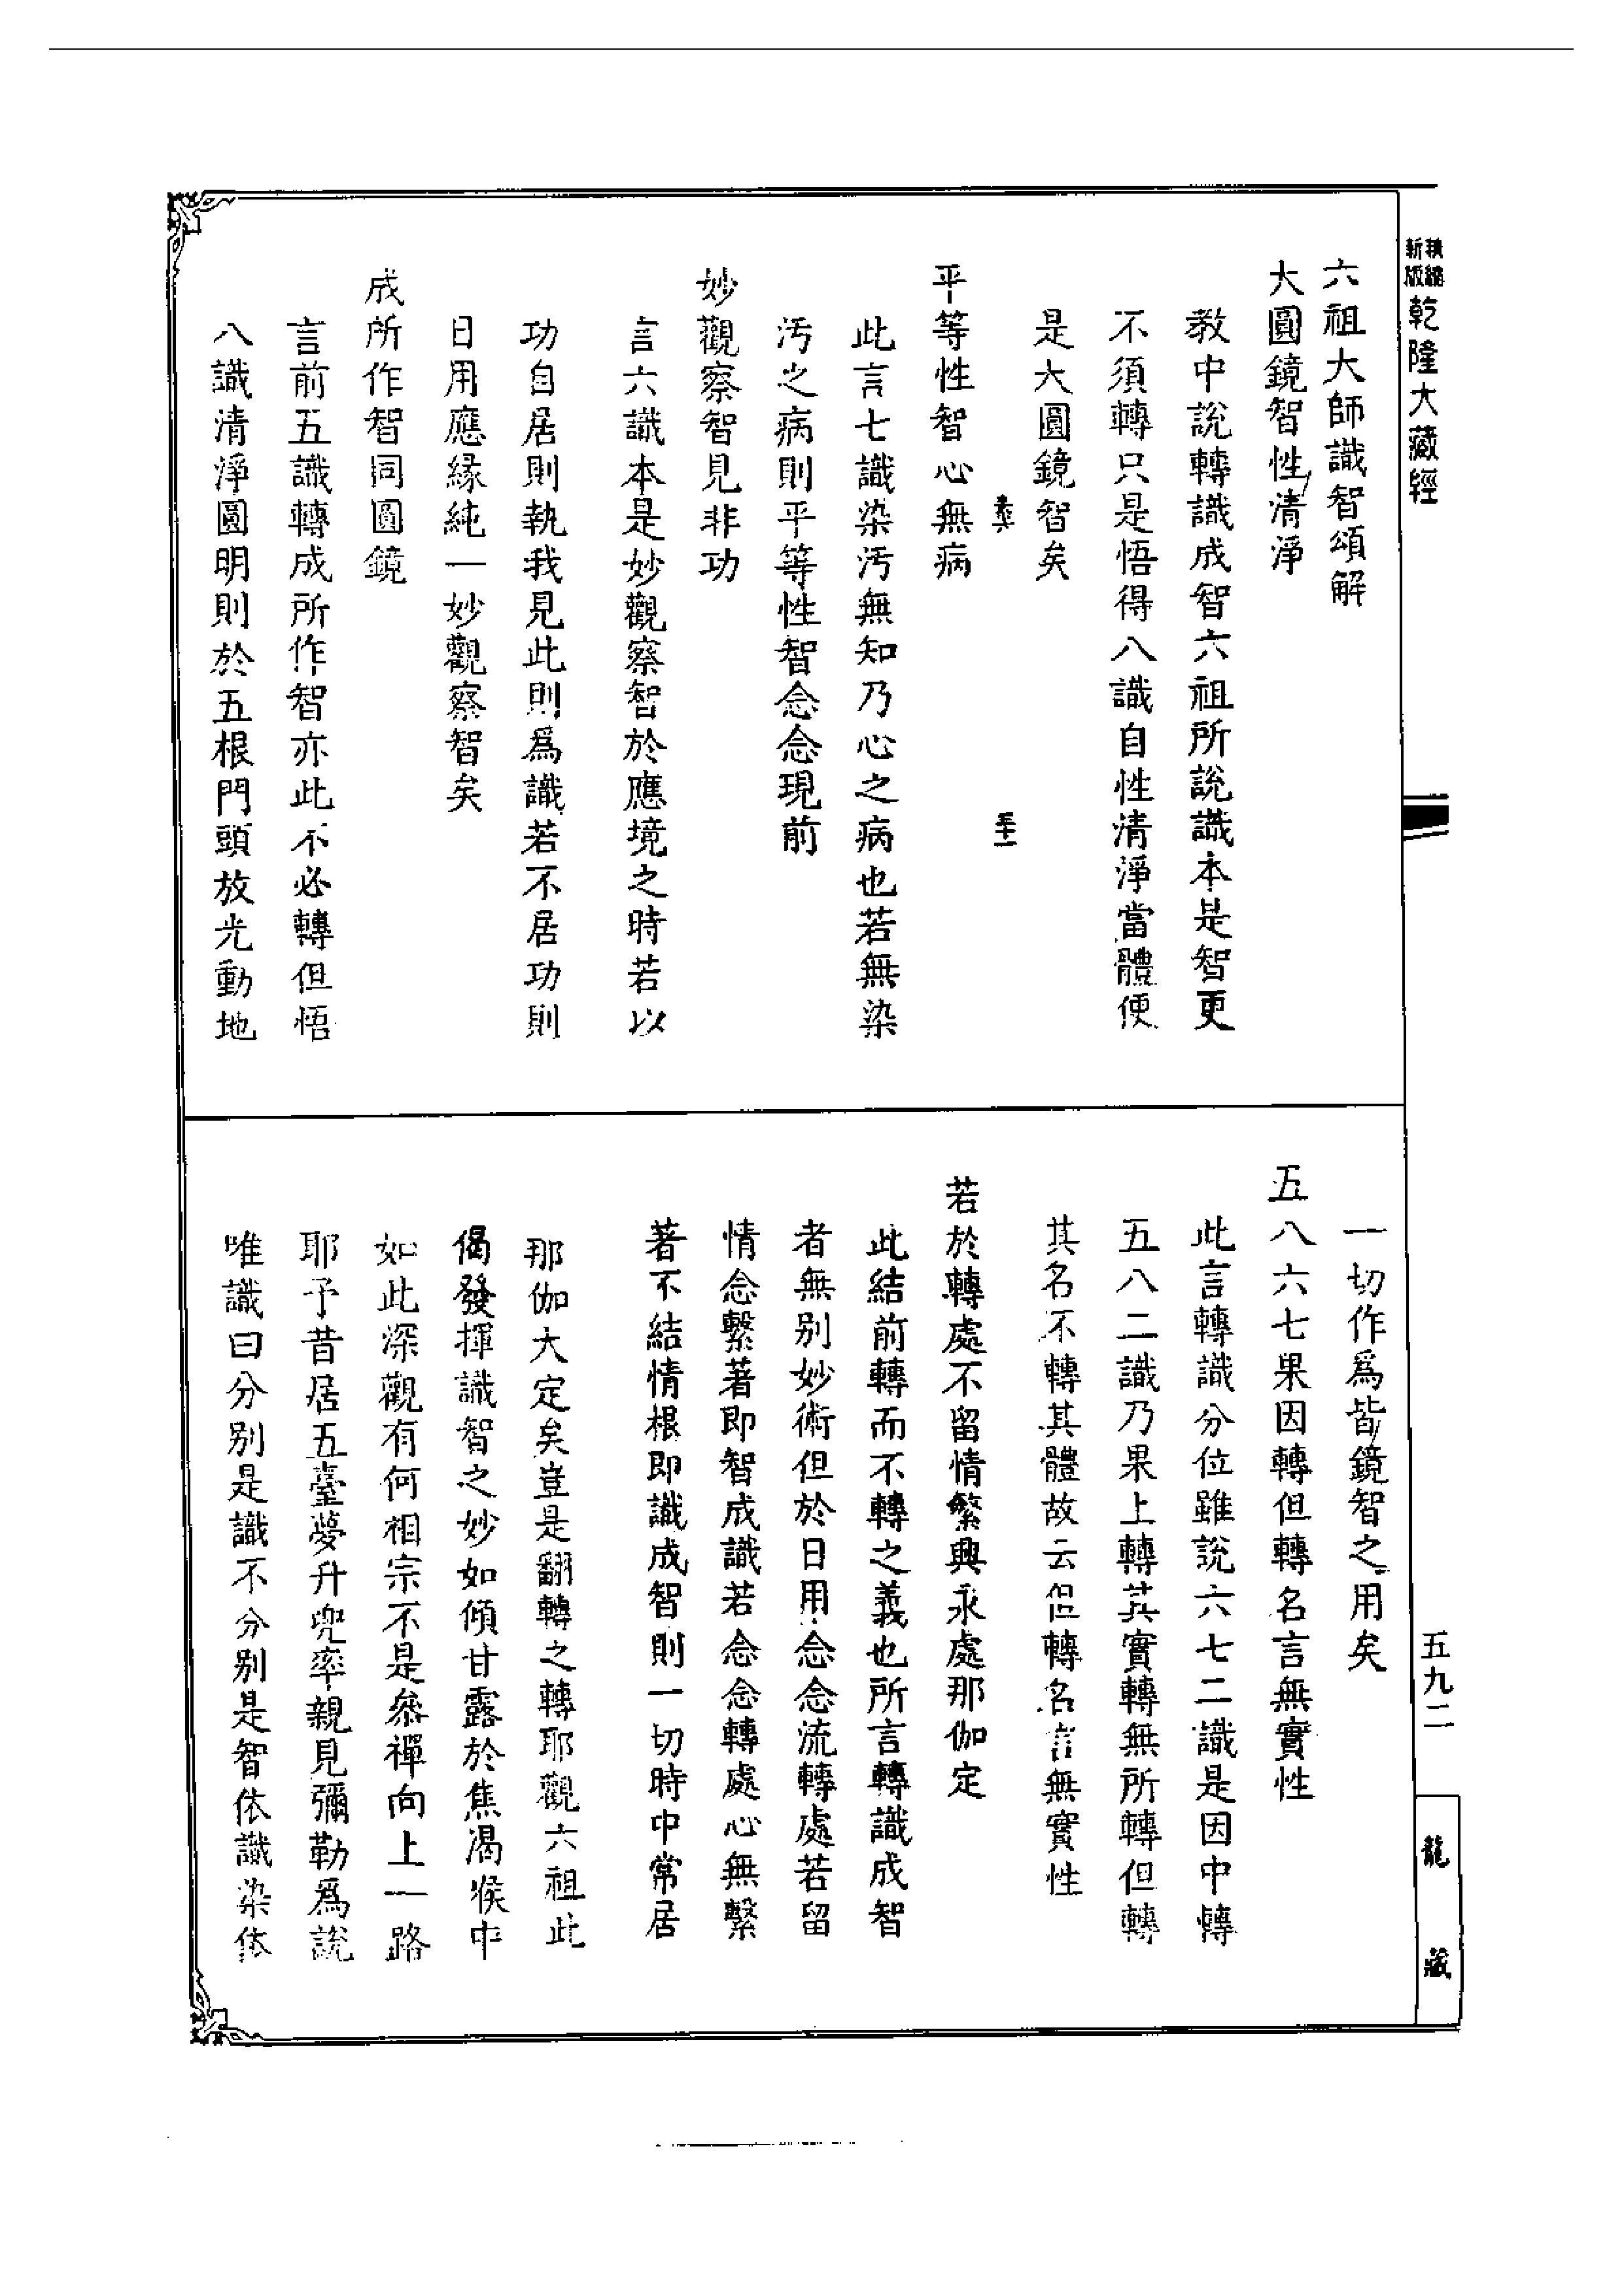 乾隆大藏經
六祖大師識智頌解
大圓鏡智性清淨
教中說轉識成智六祖所說識本是智更
不須轉只是悟得八識自性清淨當體便
是大圓鏡智矣
平等性智心無病
此言七識染汚無知乃心之病也若無染
汚之病則平等性智念念現前
妙觀察智見非功
言六識本是妙觀察智於應境之時若以
功自居則執我見此則爲識若不居功則
日用應緣純一妙觀察智矣
成所作智同圓鏡
言前五識轉成所作智亦此不必轉但悟
八識清淨圓明則於五根門頭放光動地
一切作爲皆鏡智之用矣
五八六七果因轉但轉名言無實性
此言轉識分位雖說六七二識是因中轉
五八二識乃果上轉其實轉無所轉但轉
其名不轉其體故云但轉名言無實性
若於轉處不留情繁興永處那伽定
此結前轉而不轉之義也所言轉識成智
者無別妙術但於日用念念流轉處若留
情念繫著即智成識若念念轉處心無繫
著不結情根即識成智則一切時中常居
那伽大定矣豈是翻轉之轉耶觀六祖此
偈發揮識智之妙如傾甘露於焦渴喉中
如此深觀有何相宗不是參禪向上一路
耶予昔居五臺夢升兜率親見彌勒爲說
唯識曰分別是識不分別是智依識染依
五九二
龍藏